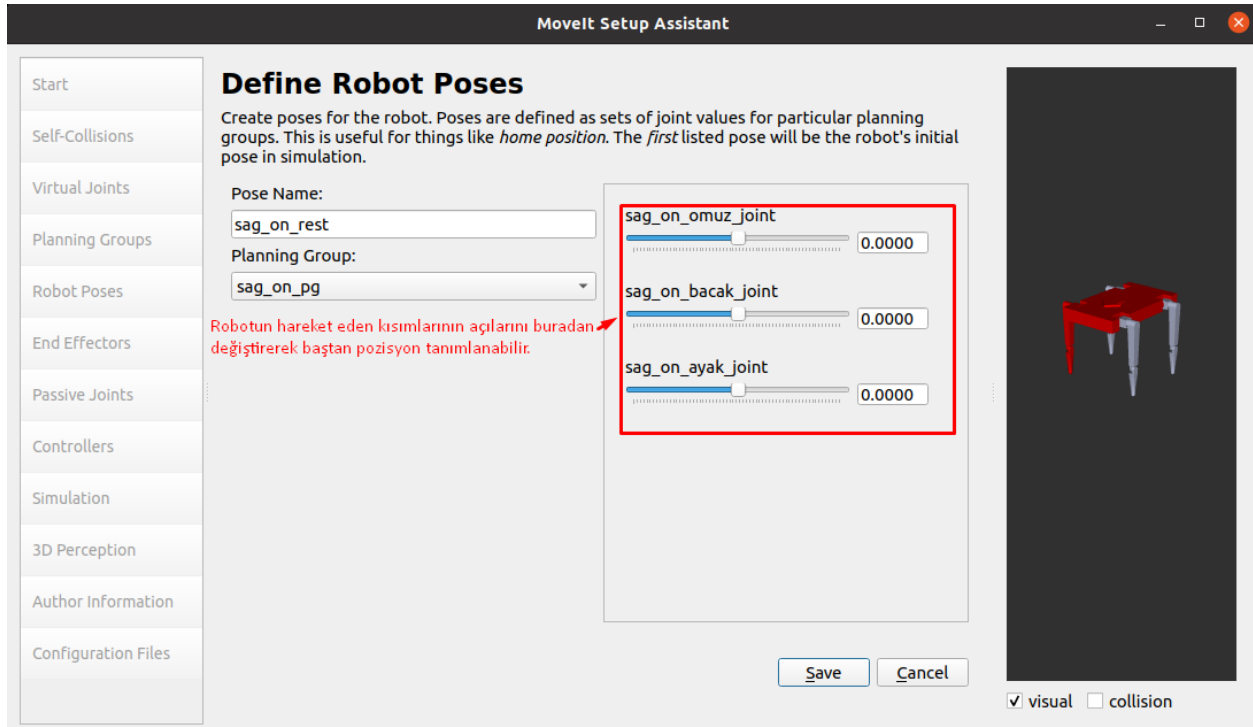 MoveIt Setup Assistant
Start
Self-Collisions
Virtual Joints
Planning Groups
Robot Poses
End Effectors
Passive Joints
Controllers
Simulation
3D Perception
Author Information
Configuration Files
Define Robot Poses
Create poses for the robot. Poses are defined as sets of joint values for particular planning
groups. This is useful for things like home position. The first listed pose will be the robot's initial
pose in simulation.
Pose Name:
sag_on_rest
Planning Group:
sag_on_pg
Robotun hareket eden kısımlarının açılarını buradan
değiştirerek baştan pozisyon tanımlanabilir.
sag_on_omuz_joint
0.0000
sag_on_bacak_joint
0.0000
sag_on_ayak_joint
0.0000
Save
Cancel
visual
collision